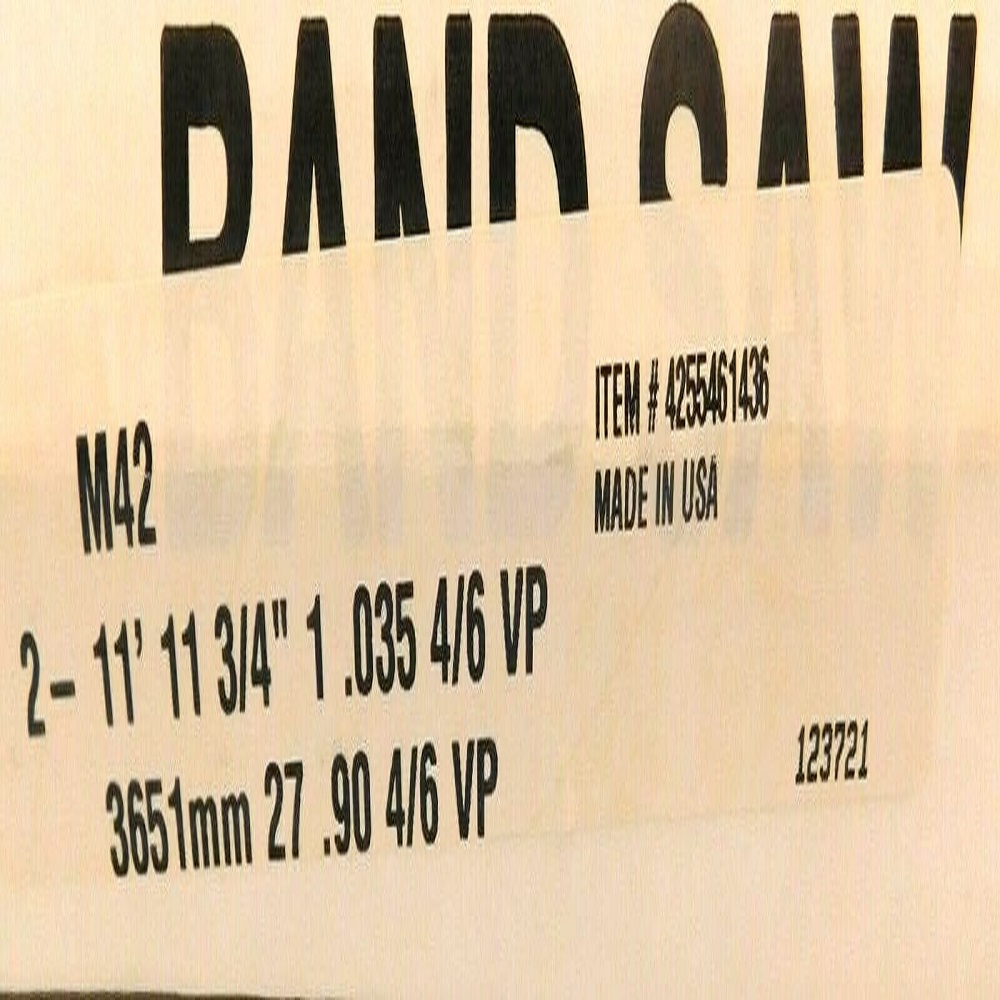 BAND SAW
ITEM # 4255461436
MADE IN USA
M42
2- 11' 11 3/4" 1 .035 4/6 VP
3651mm 27 .90 4/6 VP
123721